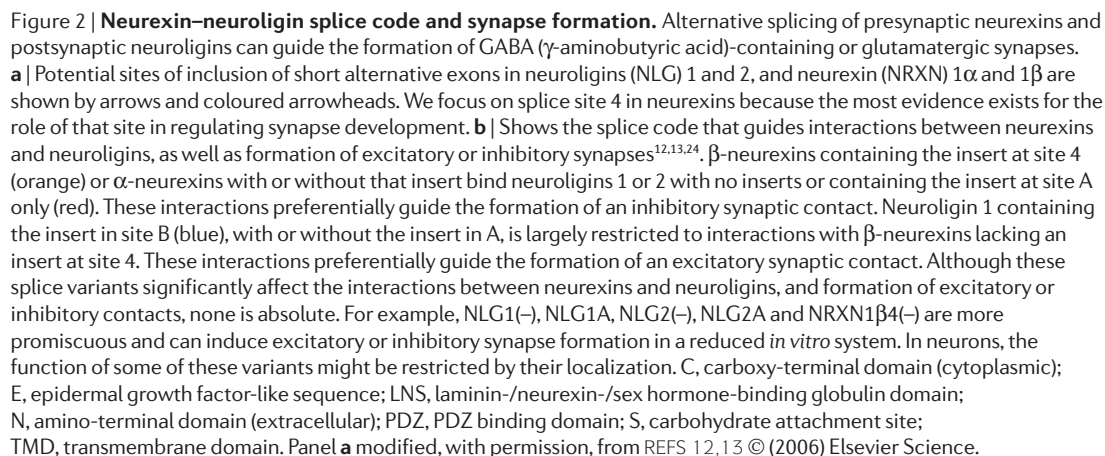 Figure 2 | Neurexin–neuroligin splice code and synapse formation. Alternative splicing of presynaptic neurexins and
postsynaptic neuroligins can guide the formation of GABA (γ-aminobutyric acid)-containing or glutamatergic synapses.
a | Potential sites of inclusion of short alternative exons in neuroligins (NLG) 1 and 2, and neurexin (NRXN) 1α and 1β are
shown by arrows and coloured arrowheads. We focus on splice site 4 in neurexins because the most evidence exists for the
role of that site in regulating synapse development. b | Shows the splice code that guides interactions between neurexins
and neuroligins, as well as formation of excitatory or inhibitory synapses12,13,24. β-neurexins containing the insert at site 4
(orange) or α-neurexins with or without that insert bind neuroligins 1 or 2 with no inserts or containing the insert at site A
only (red). These interactions preferentially guide the formation of an inhibitory synaptic contact. Neuroligin 1 containing
the insert in site B (blue), with or without the insert in A, is largely restricted to interactions with β-neurexins lacking an
insert at site 4. These interactions preferentially guide the formation of an excitatory synaptic contact. Although these
splice variants significantly affect the interactions between neurexins and neuroligins, and formation of excitatory or
inhibitory contacts, none is absolute. For example, NLG1(–), NLG1A, NLG2(–), NLG2A and NRXN1β4(–) are more
promiscuous and can induce excitatory or inhibitory synapse formation in a reduced in vitro system. In neurons, the
function of some of these variants might be restricted by their localization. C, carboxy-terminal domain (cytoplasmic);
E, epidermal growth factor-like sequence; LNS, laminin-/neurexin-/sex hormone-binding globulin domain;
N, amino-terminal domain (extracellular); PDZ, PDZ binding domain; S, carbohydrate attachment site;
TMD, transmembrane domain. Panel a modified, with permission, from REFS 12,13 © (2006) Elsevier Science.